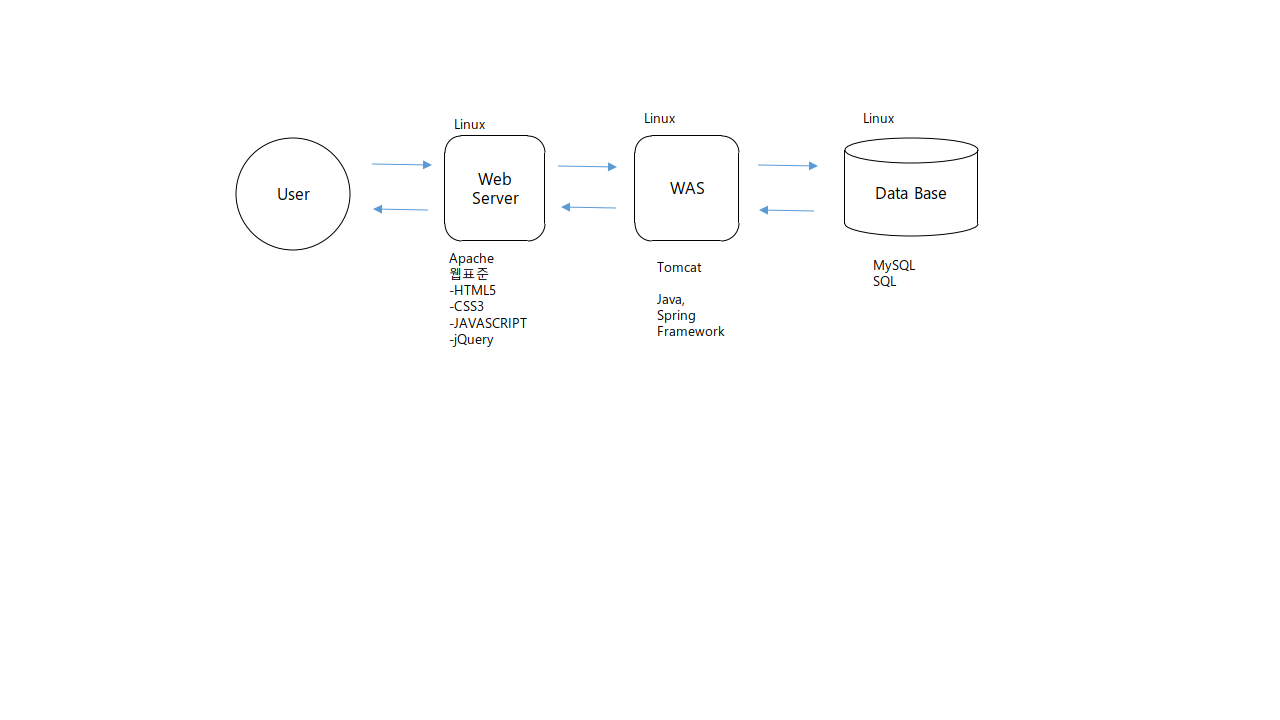 Linux
Linux
Linux
User
Web
Server
WAS
Data Base
Apache
웹표준
-HTML5
-CSS3
-JAVASCRIPT
-jQuery
Tomcat
Java,
Spring
Framework
MySQL
SQL